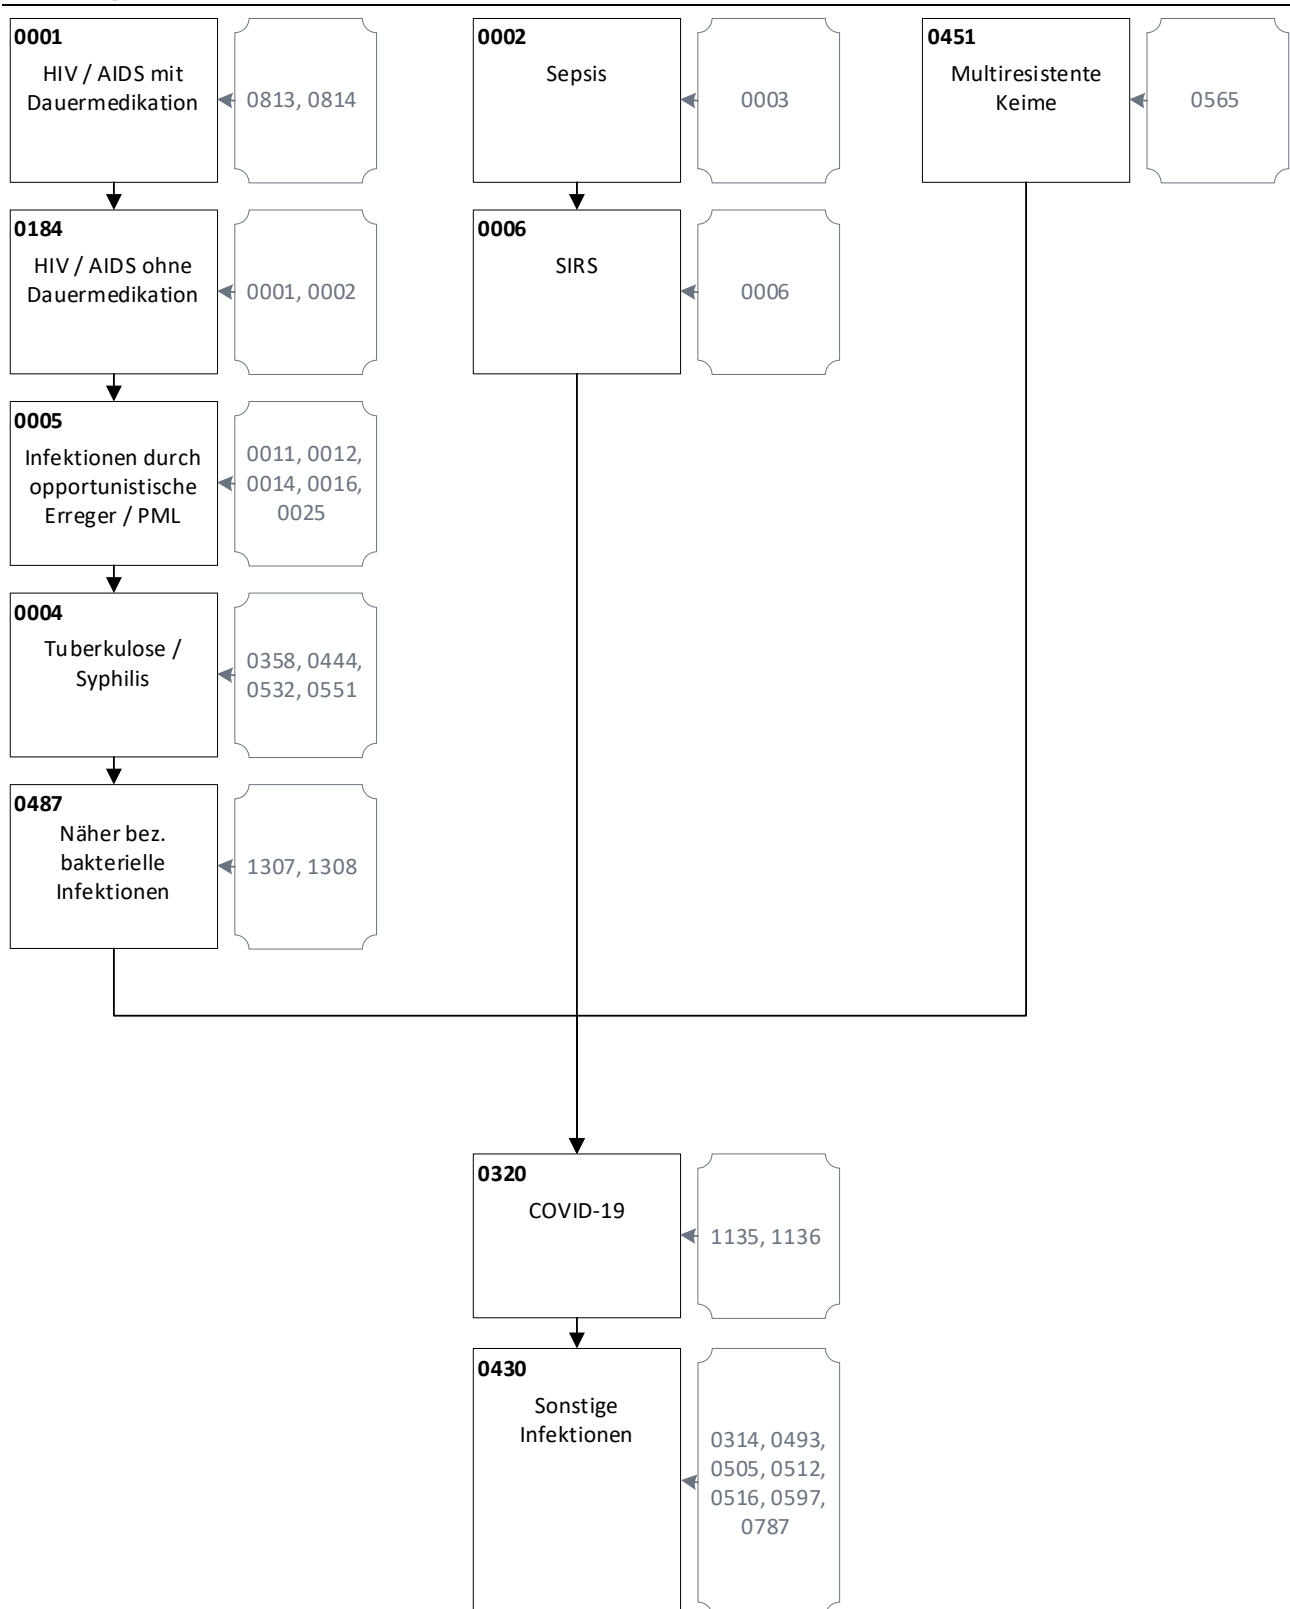 0001
HIV / AIDS mit
Dauermedikation
0813, 0814
0002
Sepsis
0003
0451
Multiresistente
Keime
0565
0184
HIV / AIDS ohne
Dauermedikation
0001, 0002
0006
SIRS
0006
0005
Infektionen durch
opportunistische
Erreger / PML
0011, 0012,
0014, 0016,
0025
0004
Tuberkulose /
Syphilis
0358, 0444,
0532, 0551
0487
Näher bez.
bakterielle
Infektionen
1307, 1308
0320
COVID-19
1135, 1136
0430
Sonstige
Infektionen
0314, 0493,
0505, 0512,
0516, 0597,
0787